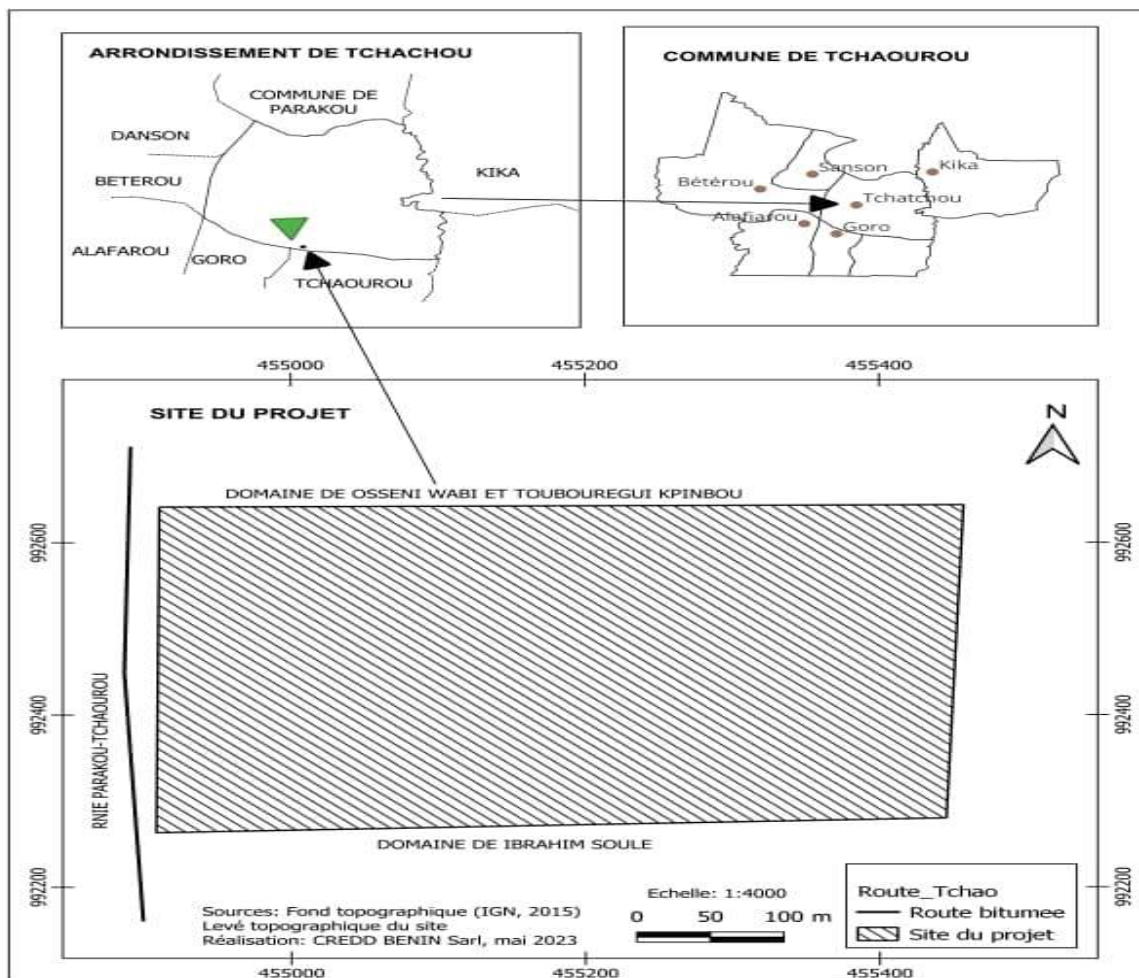 ARRONDISSEMENT DE TCHACHOU
COMMUNE DE
PARAKOU
DANSON
BETEROU
KIKA
ALAFAROU
GORO
TCHAOUROU
COMMUNE DE TCHAOUROU
Sanson
Kika
Bétérou
Tchatchou
Alafiarou
Goro
455000
455200
455400
SITE DU PROJET
N
DOMAINE DE OSSENI WABI ET TOUBOUREGUI KPINBOU
992600
992600
992400
992400
RNIE PARAKOU-TCHAOUROU
DOMAINE DE IBRAHIM SOULE
992200
992200
Sources: Fond topographique (IGN, 2015)
Levé topographique du site
Réalisation: CREDD BENIN Sarl, mai 2023
Echelle: 1:4000
0 50 100 m
Route_Tchao
Route bitumee
Site du projet
455000
455200
455400